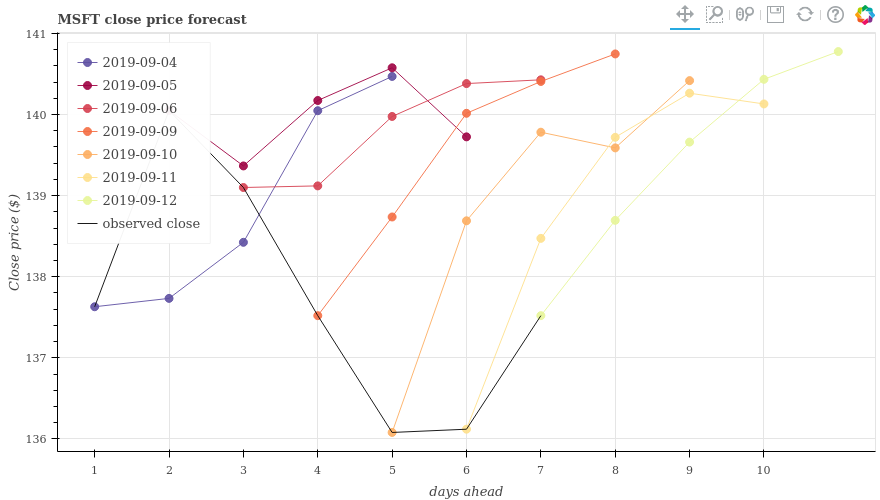 MSFT close price forecast
141
140
139
138
137
136
Close price ($)
2019-09-04
2019-09-05
2019-09-06
2019-09-09
2019-09-10
2019-09-11
2019-09-12
observed close
1 2 3 4 5 6 7 8 9 10
days ahead